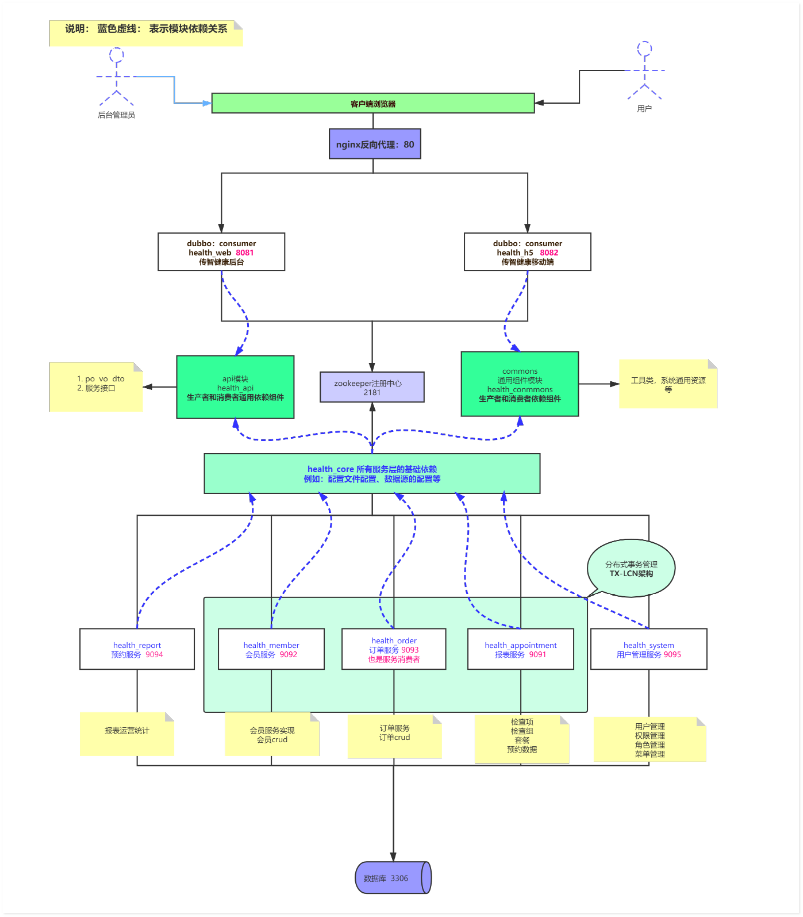 说明： 蓝色虚线： 表示模块依赖关系
后台管理员
用户
客户端浏览器
nginx反向代理：80
dubbo：consumer
health_web 8081
传智健康后台
dubbo：consumer
health_h5 8082
传智健康移动端
1. po vo dto
2. 服务接口
api模块
health_api
生产者和消费者通用依赖组件
zookeeper注册中心
2181
commons
通用组件模块
health_conmmons
生产者和消费者依赖组件
工具类，系统通用资源
等
health_core 所有服务层的基础依赖
例如：配置文件配置、数据源的配置等
分布式事务管理
TX-LCN架构
health_report
预约服务 9094
health_member
会员服务 9092
health_order
订单服务 9093
也是服务消费者
health_appointment
报表服务 9091
health_system
用户管理服务 9095
报表运营统计
会员服务实现
会员crud
订单服务
订单crud
检查项
检查组
套餐
预约数据
用户管理
权限管理
角色管理
菜单管理
数据库 3306